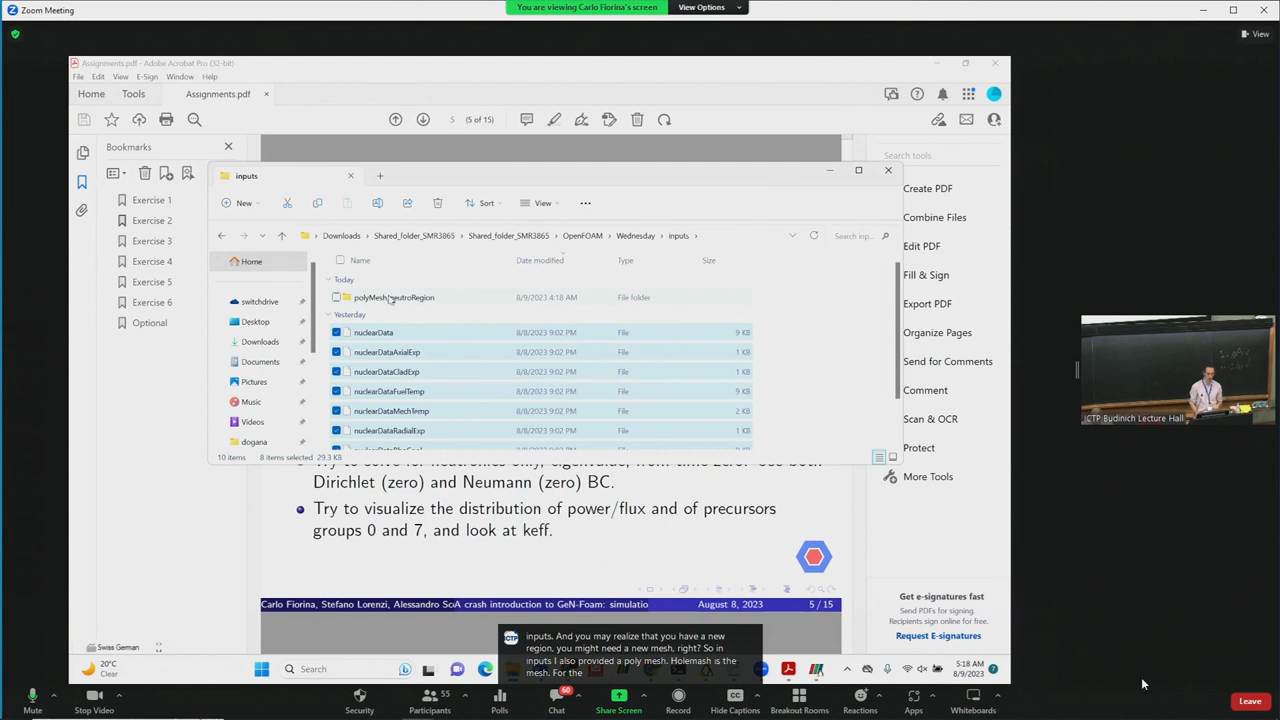 Zoom Meeting
You are viewing Carlo Fiorina's screen
View Options
View
Assignments.pdf - Adobe Acrobat Pro (32-bit)
File Edit View E-Sign Window Help
Home Tools Assignments.pdf ×
5 (5 of 15)
Bookmarks
Exercise 1
Exercise 2
Exercise 3
Exercise 4
Exercise 5
Exercise 6
Optional
inputs
New Sort View
Downloads Shared_folder_SMR3865 Shared_folder_SMR3865 OpenFOAM Wednesday inputs
Search inp...
Name Date modified Type Size
Home
switchdrive
Desktop
Downloads
Documents
Pictures
Music
Videos
dogana
Today
8/9/2023 4:18 AM File folder
Yesterday
nuclearData 8/8/2023 9:02 PM File 9 KB
nuclearDataAxialExp 8/8/2023 9:02 PM File 1 KB
nuclearDataCladExp 8/8/2023 9:02 PM File 1 KB
nuclearDataFuelTemp 8/8/2023 9:02 PM File 9 KB
nuclearDataMechTemp 8/8/2023 9:02 PM File 2 KB
nuclearDataRadialExp 8/8/2023 9:02 PM File 1 KB
10 items 8 items selected 29.3 KB
Dirichlet (zero) and Neumann (zero) BC.
Try to visualize the distribution of power/flux and of precursors
groups 0 and 7, and look at keff.
Carlo Fiorina, Stefano Lorenzi, Alessandro Sco
A crash introduction to GeN-Foam: simulatio
August 8, 2023
5 / 15
Search tools
Create PDF
Combine Files
Edit PDF
Export PDF
Organize Pages
Send for Comments
Comment
Scan & OCR
Protect
Fill & Sign
More Tools
Get e-signatures fast
Send PDFs for signing.
Recipients sign online for free.
Request E-signatures
ICTP Budinich Lecture Hall
ICTP
inputs. And you may realize that you have a new
region, you might need a new mesh, right? So in
inputs I also provided a poly mesh. Holemash is the
mesh. For the
Swiss German
20°C
Clear
Search
5:18 AM
8/9/2023
Mute
Stop Video
Security
Participants 55
Polls
Chat 60
Share Screen
Record
Hide Captions
Breakout Rooms
Reactions
Apps
Whiteboards
Leave